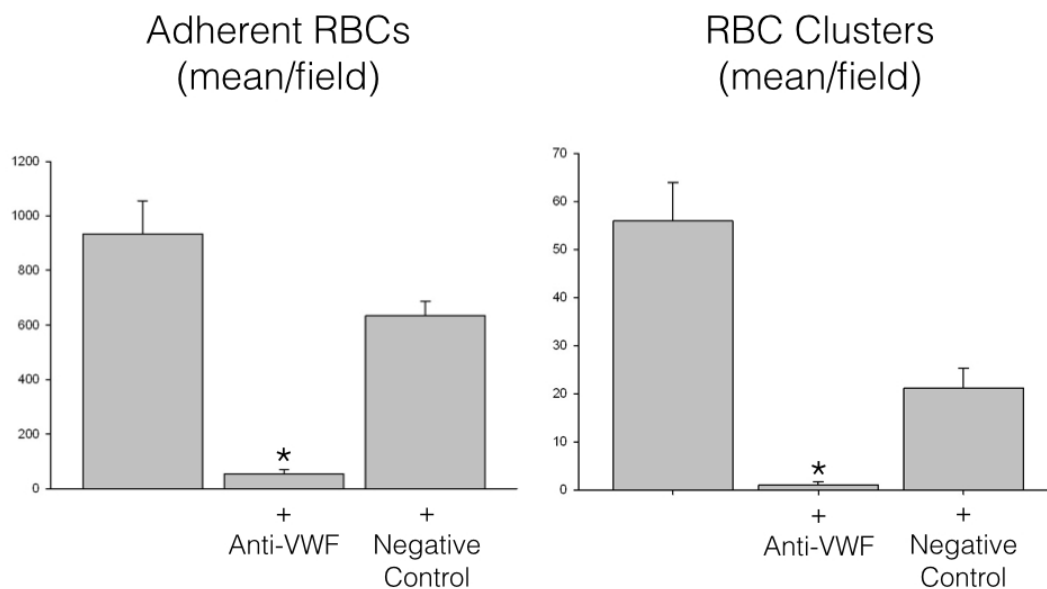 Adherent RBCs
(mean/field)
1200
1000
800
600
400
200
0
*
+
Anti-VWF
+
Negative
Control
RBC Clusters
(mean/field)
70
60
50
40
30
20
10
0
*
+
Anti-VWF
+
Negative
Control